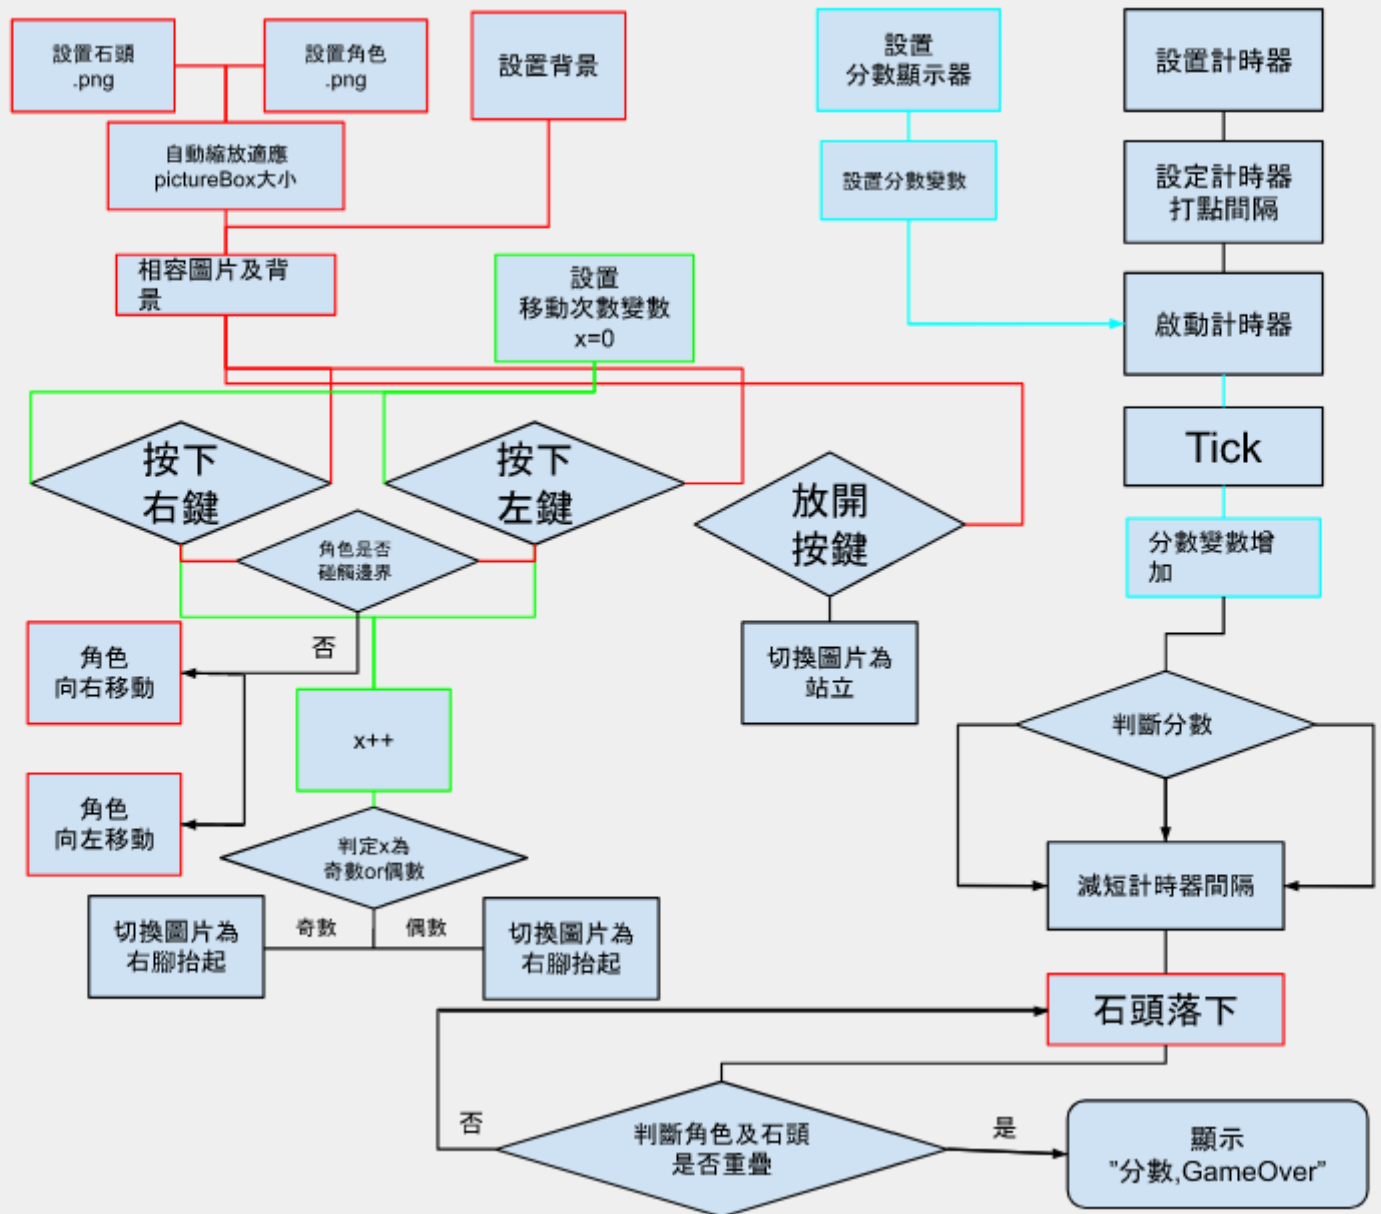 設置石頭
.png
設置角色
.png
設置背景
設置
分數顯示器
設置計時器
自動縮放適應
pictureBox大小
設置分數變數
設定計時器
打點間隔
相容圖片及背
景
設置
移動次數變數
x=0
啟動計時器
按下
右鍵
按下
左鍵
Tick
放開
按鍵
角色是否
碰觸邊界
分數變數增
加
否
角色
向右移動
切換圖片為
站立
x++
判斷分數
角色
向左移動
判定x為
奇數or偶數
減短計時器間隔
奇數
偶數
切換圖片為
右腳抬起
切換圖片為
右腳抬起
石頭落下
否
判斷角色及石頭
是否重疊
是
顯示
"分數,GameOver”